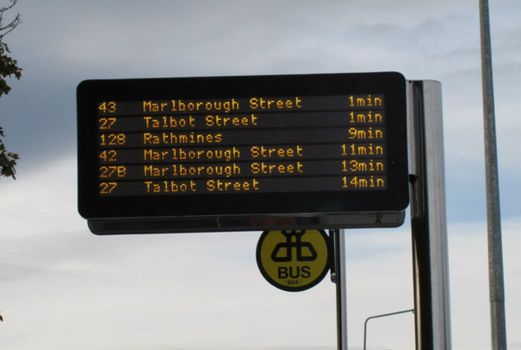 43 Marlborough Street 1min
27 Talbot Street 1min
128 Rathmines 9min
42 Marlborough Street 11min
27B Marlborough Street 13min
27 Talbot Street 14min
BUS